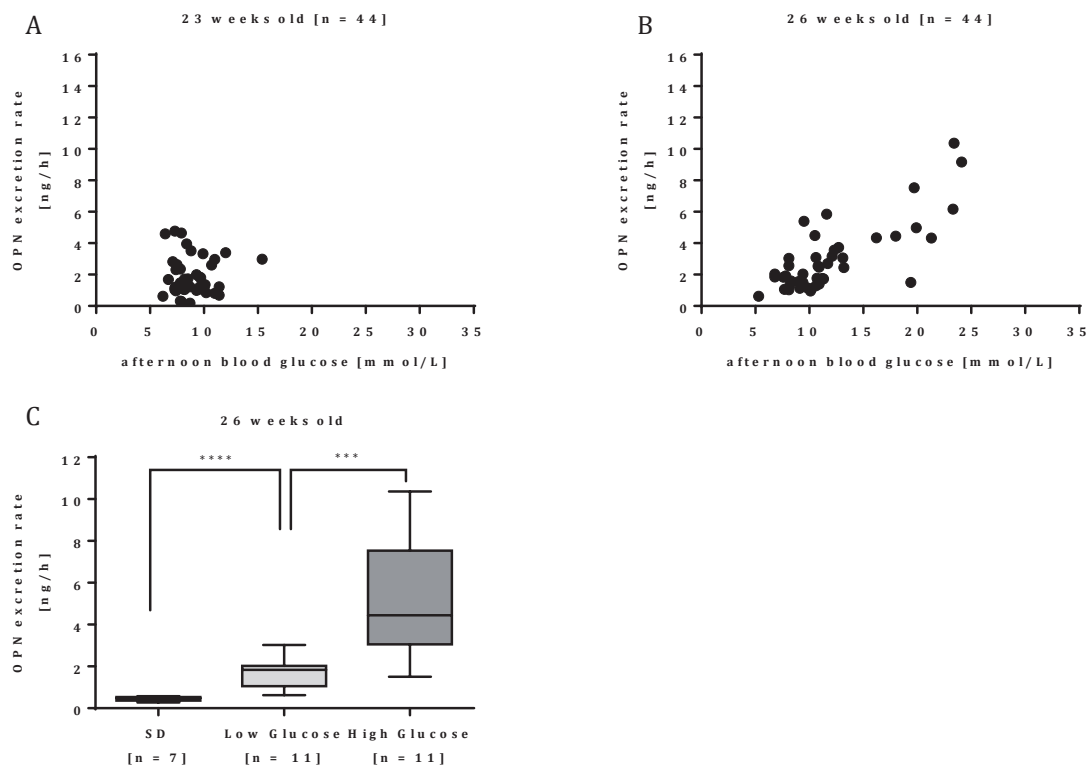 A
23 weeks old [n = 44]
OPN excretion rate
[ng/h]
16
14
12
10
8
6
4
2
0
0 5 10 15 20 25 30 35
afternoon blood glucose [mmol/L]
B
26 weeks old [n = 44]
OPN excretion rate
[ng/h]
16
14
12
10
8
6
4
2
0
0 5 10 15 20 25 30 35
afternoon blood glucose [mmol/L]
C
26 weeks old
OPN excretion rate
[ng/h]
12
10
8
6
4
2
0
**** ***
SD Low Glucose High Glucose
[n = 7] [n = 11] [n = 11]